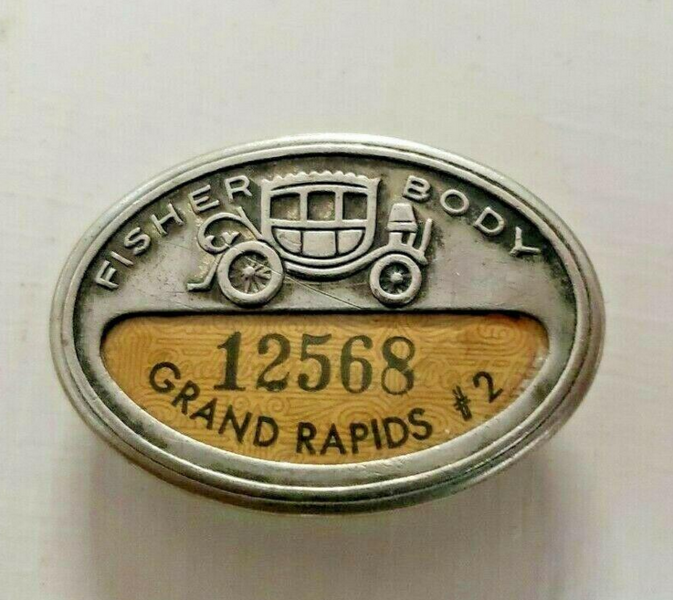 FISHER BODY
12568
GRAND RAPIDS #2